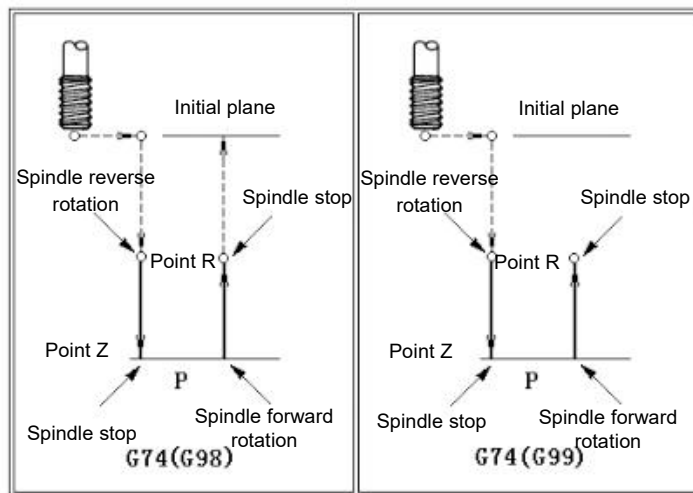 Initial plane
Spindle reverse
rotation
Spindle stop
Point R
Point Z
P
Spindle stop
Spindle forward
rotation
G74(G98)
Initial plane
Spindle reverse
rotation
Spindle stop
Point R
Point Z
P
Spindle stop
Spindle forward
rotation
G74(G99)